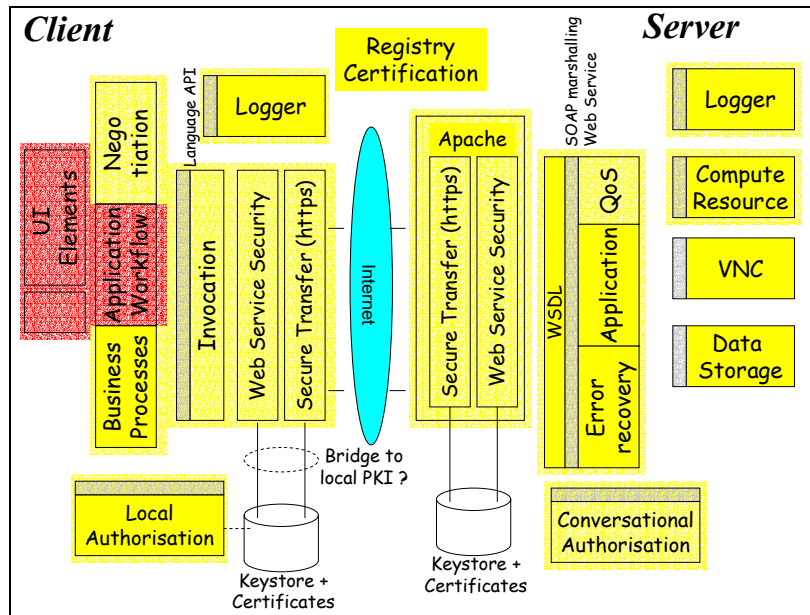 Client
Registry
Certification
Server
Language API
Logger
SOAP marshalling
Web Service
Logger
Nego
tiation
Apache
UI
Elements
Application
Workflow
Business
Processes
Invocation
Web Service Security
Secure Transfer (https)
Internet
Secure Transfer (https)
Web Service Security
WSDL
QoS
Application
Error
recovery
Compute
Resource
VNC
Data
Storage
Bridge to
local PKI ?
Local
Authorisation
Keystore +
Certificates
Keystore +
Certificates
Conversational
Authorisation